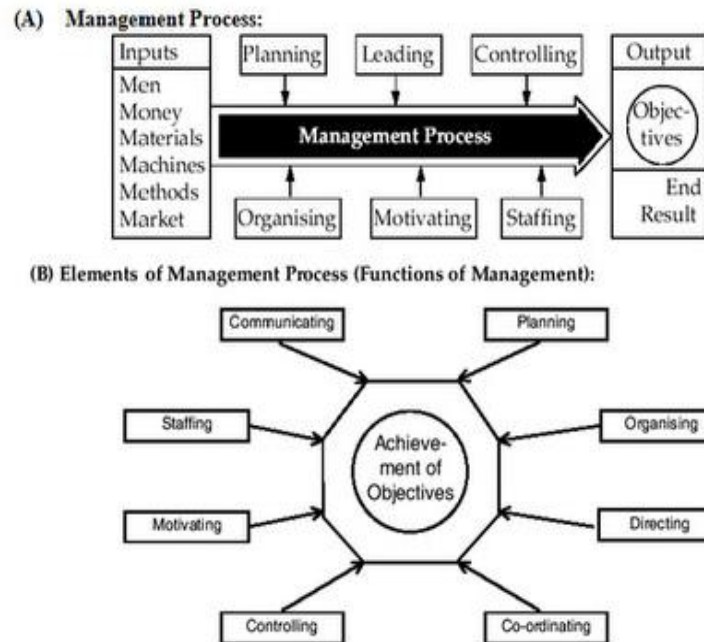 (A) Management Process:
Inputs
Planning
Leading
Controlling
Output
Men
Money
Materials
Machines
Methods
Market
Management Process
Objec-
tives
Organising
Motivating
Staffing
End
Result
(B) Elements of Management Process (Functions of Management):
Communicating
Planning
Staffing
Organising
Achieve-
ment of
Objectives
Motivating
Directing
Controlling
Co-ordinating